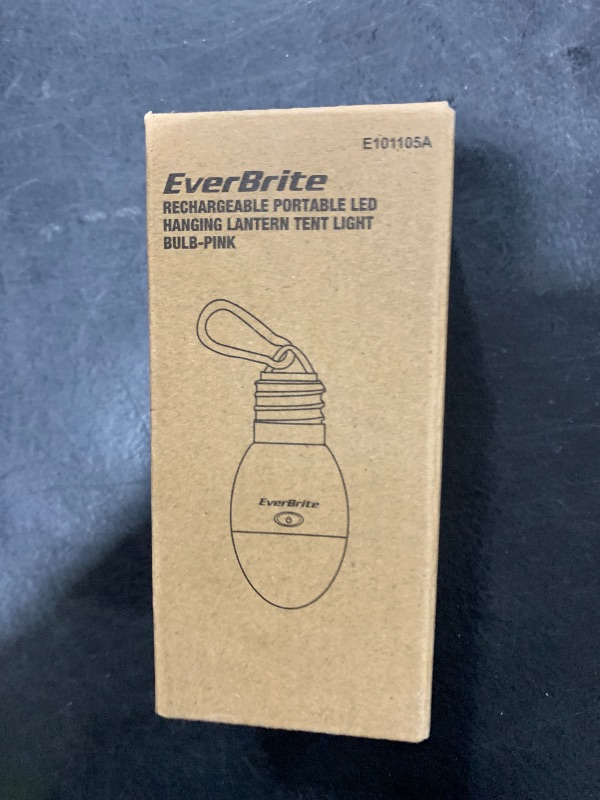 E101105A
EverBrite
RECHARGEABLE PORTABLE LED
HANGING LANTERN TENT LIGHT
BULB-PINK
EverBrite